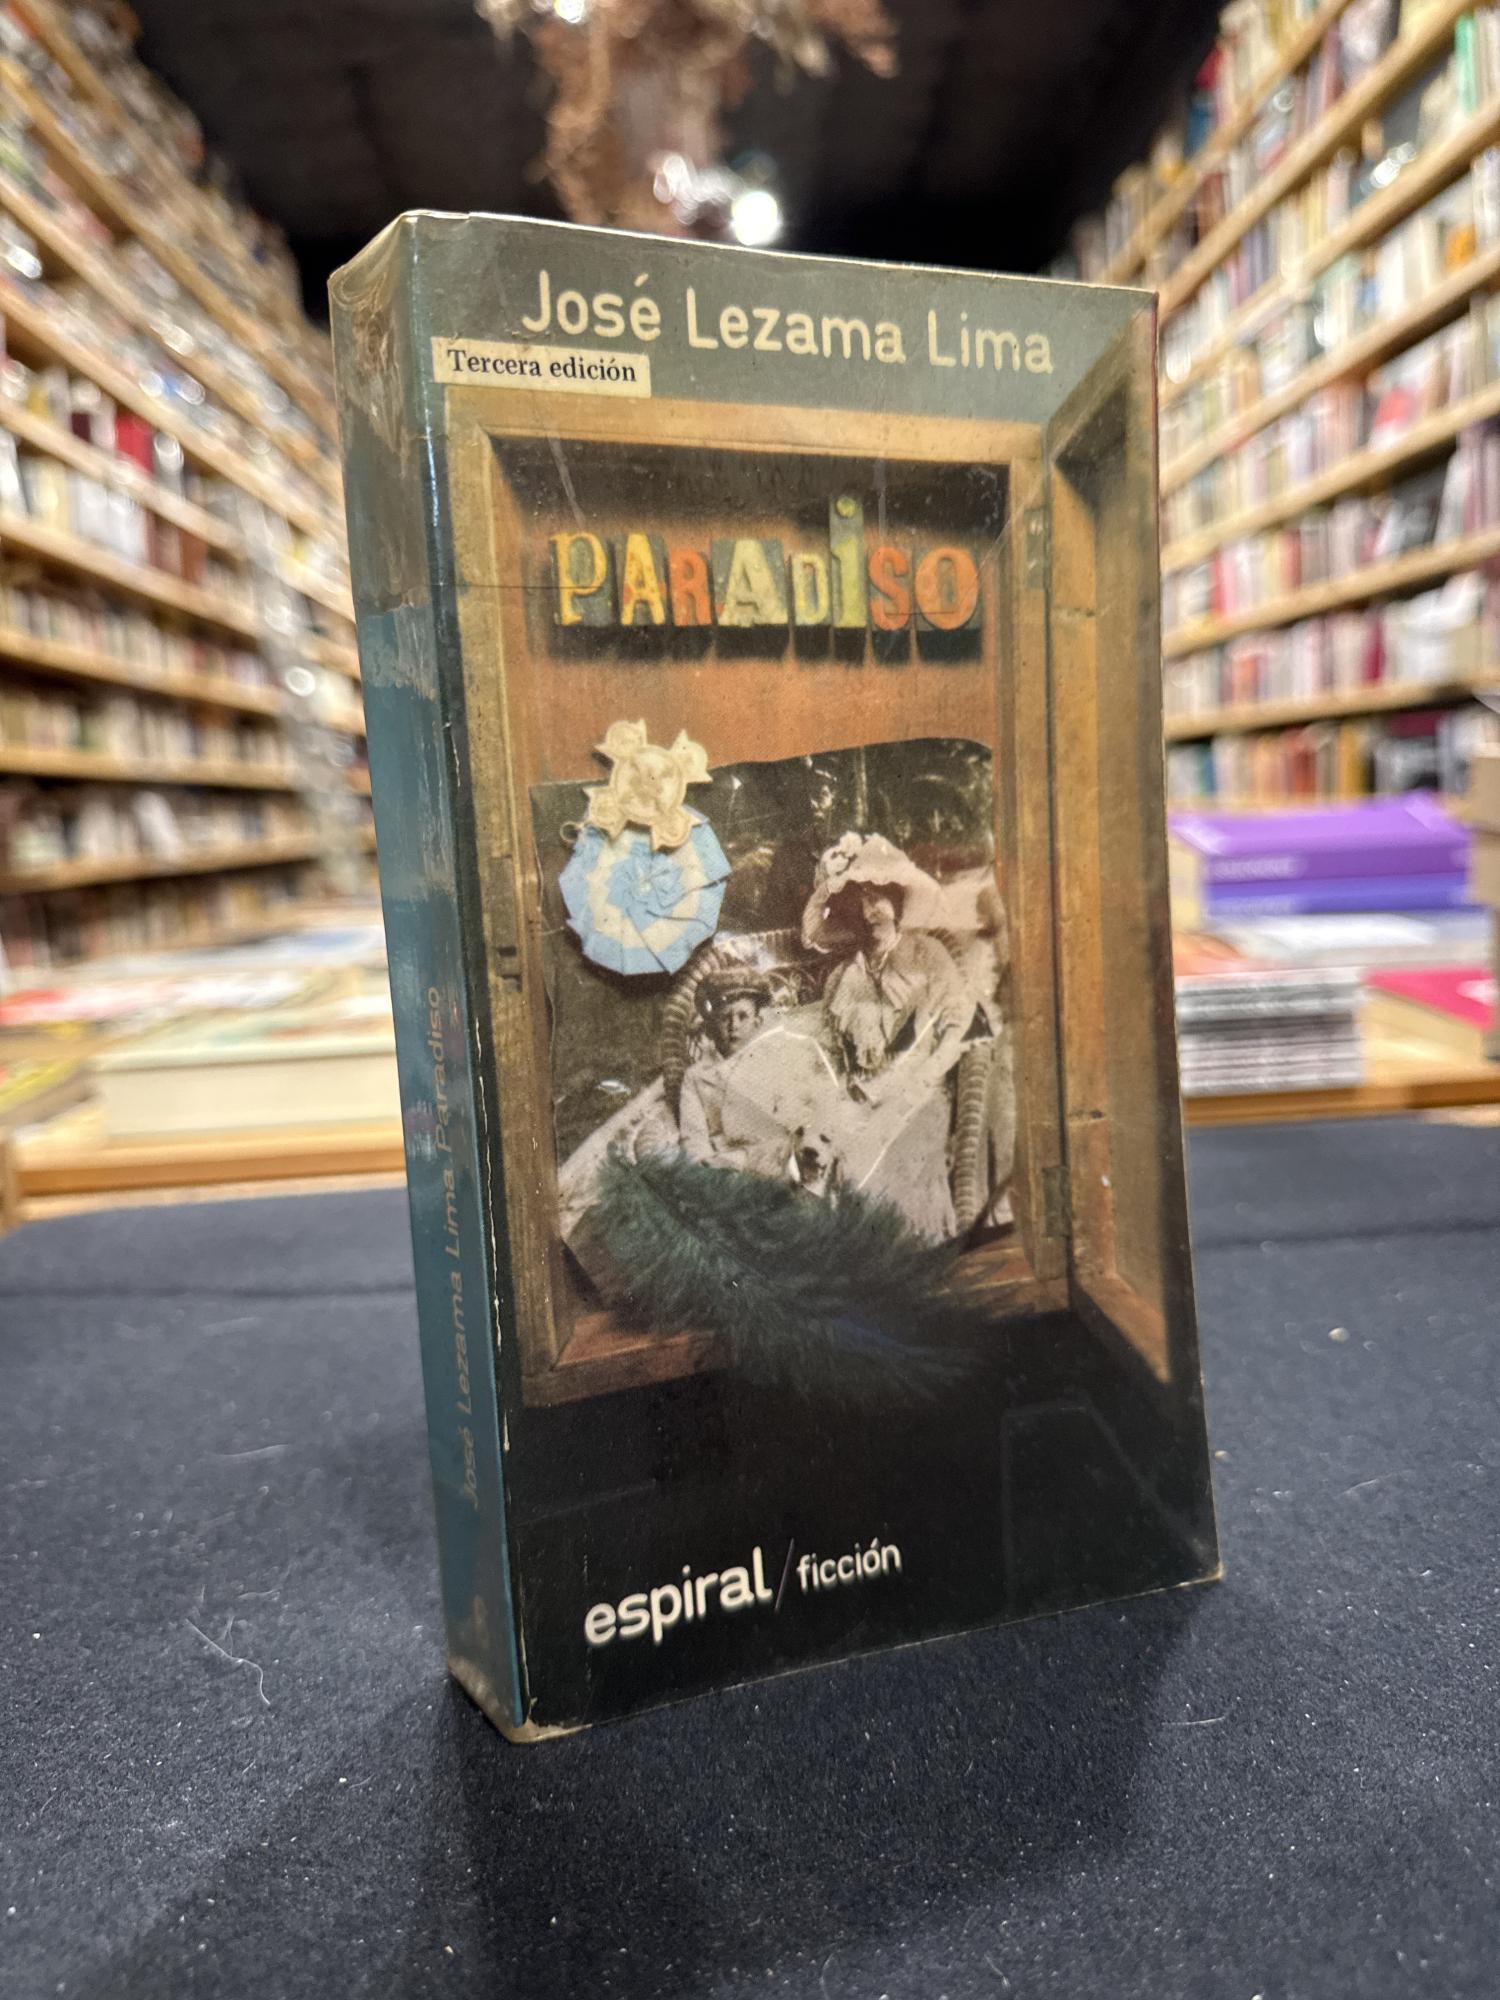 José Lezama Lima
Tercera edición
PARADiSO
espiral / ficción
José Lezama Lima Paradiso